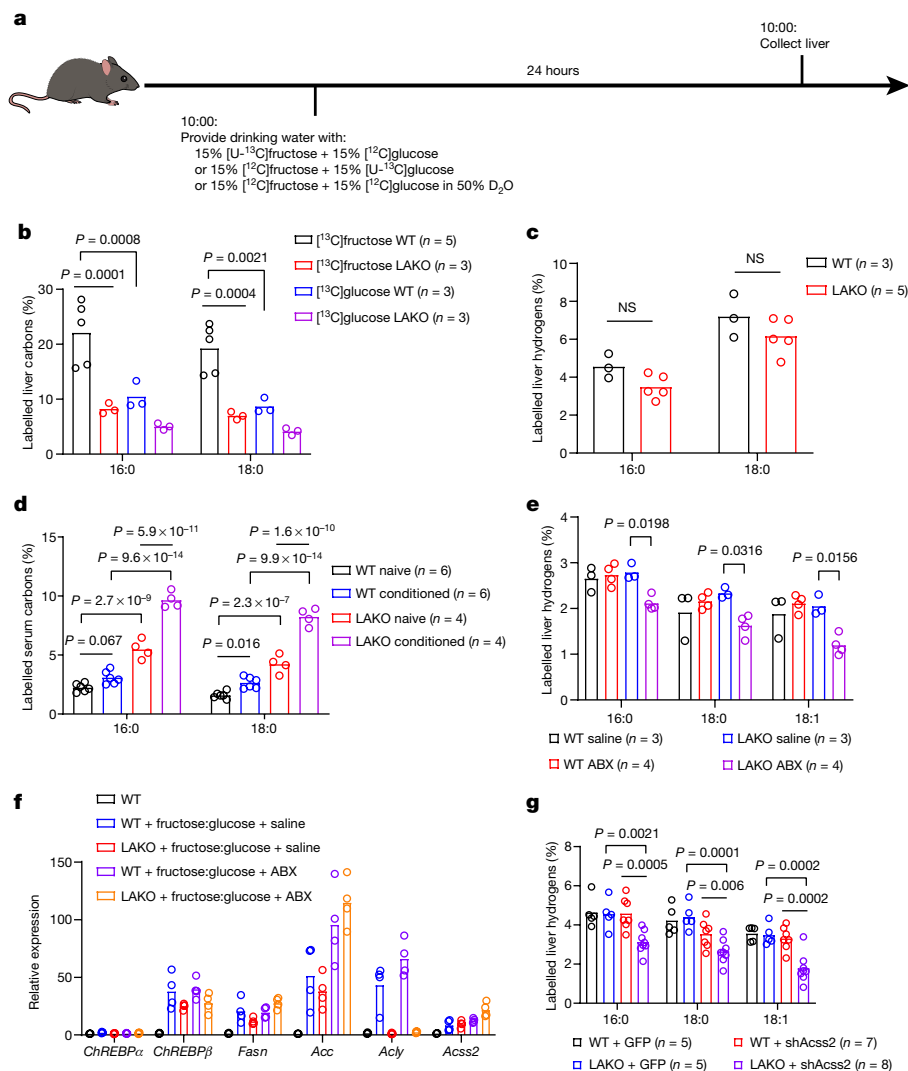 a
10:00:
Collect liver
24 hours
10:00:
Provide drinking water with:
15% [U-¹³C]fructose + 15% [¹²C]glucose
or 15% [¹²C]fructose + 15% [U-¹³C]glucose
or 15% [¹²C]fructose + 15% [¹²C]glucose in 50% D₂O
b
P = 0.0008
P = 0.0001
P = 0.0021
P = 0.0004
[¹³C]fructose WT (n = 5)
[¹³C]fructose LAKO (n = 3)
[¹³C]glucose WT (n = 3)
[¹³C]glucose LAKO (n = 3)
Labelled liver carbons (%)
30
20
10
0
16:0
18:0
c
WT (n = 3)
LAKO (n = 5)
NS
NS
Labelled liver hydrogens (%)
10
8
6
4
2
0
16:0
18:0
d
P = 5.9 × 10⁻¹¹
P = 9.6 × 10⁻¹⁴
P = 2.7 × 10⁻⁹
P = 0.067
P = 1.6 × 10⁻¹⁰
P = 9.9 × 10⁻¹⁴
P = 2.3 × 10⁻⁷
P = 0.016
WT naive (n = 6)
WT conditioned (n = 6)
LAKO naive (n = 4)
LAKO conditioned (n = 4)
Labelled serum carbons (%)
15
10
5
0
16:0
18:0
e
P = 0.0198
P = 0.0316
P = 0.0156
Labelled liver hydrogens (%)
4
3
2
1
0
16:0
18:0
18:1
WT saline (n = 3)
LAKO saline (n = 3)
WT ABX (n = 4)
LAKO ABX (n = 4)
f
WT
WT + fructose:glucose + saline
LAKO + fructose:glucose + saline
WT + fructose:glucose + ABX
LAKO + fructose:glucose + ABX
Relative expression
150
100
50
0
ChREBPα
ChREBPβ
Fasn
Acc
Acly
Acss2
g
P = 0.0021
P = 0.0005
P = 0.0001
P = 0.006
P = 0.0002
P = 0.0002
Labelled liver hydrogens (%)
8
6
4
2
0
16:0
18:0
18:1
WT + GFP (n = 5)
WT + shAcss2 (n = 7)
LAKO + GFP (n = 5)
LAKO + shAcss2 (n = 8)